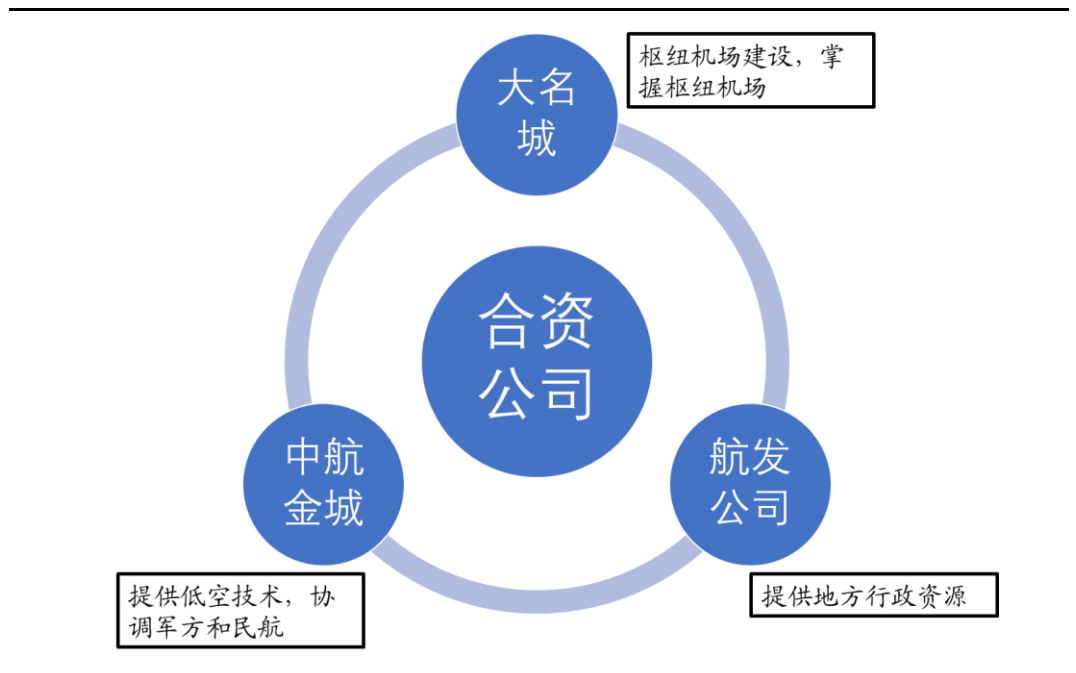 大名
城
枢纽机场建设，掌
握枢纽机场
合资
公司
中航
金城
航发
公司
提供低空技术，协
调军方和民航
提供地方行政资源